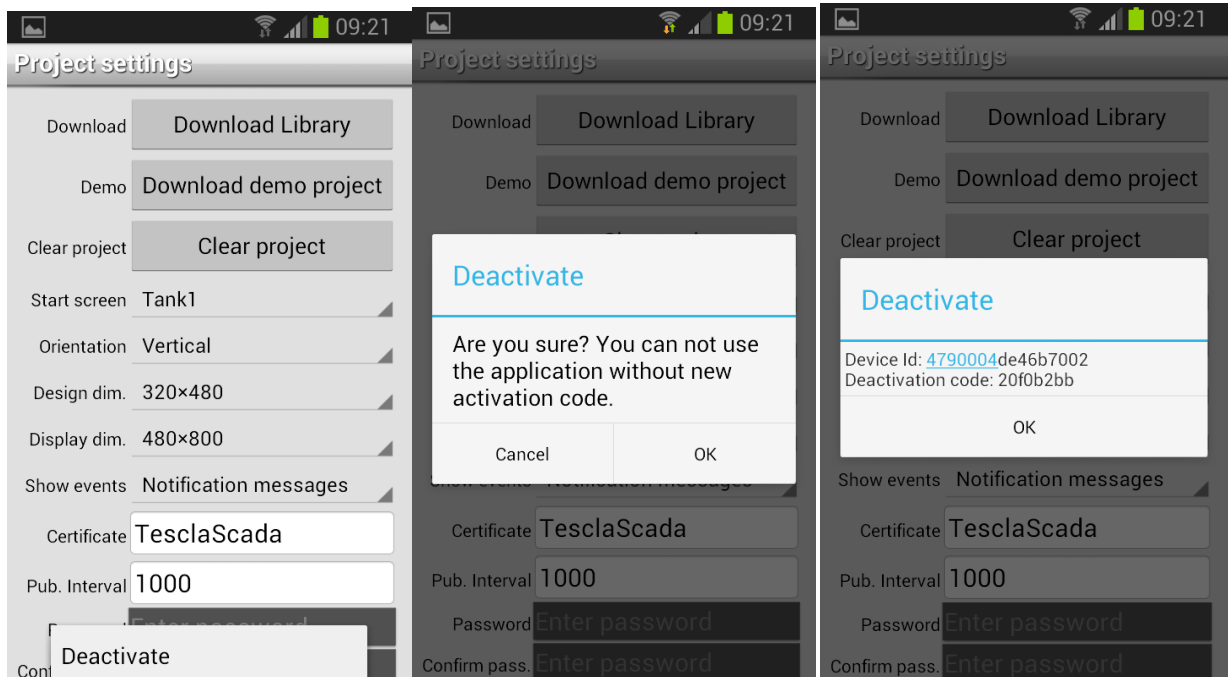 09:21
Project settings
Download Download Library
Demo Download demo project
Clear project Clear project
Start screen Tank1
Orientation Vertical
Design dim. 320×480
Display dim. 480×800
Show events Notification messages
Certificate TesclaScada
Pub. Interval 1000
Enter password
Deactivate
09:21
Project settings
Download Download Library
Demo Download demo project
Deactivate
Are you sure? You can not use
the application without new
activation code.
Cancel OK
Show events Notification messages
Certificate TesclaScada
Pub. Interval 1000
Password Enter password
Confirm pass. Enter password
09:21
Project settings
Download Download Library
Demo Download demo project
Clear project Clear project
Deactivate
Device Id: 4790004de46b7002
Deactivation code: 20f0b2bb
OK
Show events Notification messages
Certificate TesclaScada
Pub. Interval 1000
Password Enter password
Confirm pass. Enter password